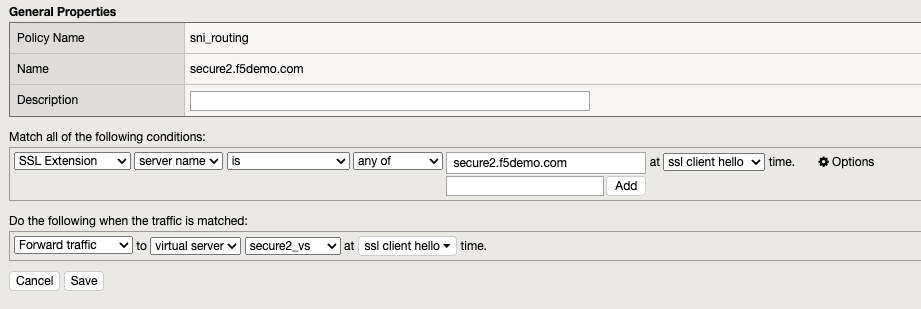 General Properties
Policy Name sni_routing
Name secure2.f5demo.com
Description
Match all of the following conditions:
SSL Extension server name is any of secure2.f5demo.com at ssl client hello time. Options
Add
Do the following when the traffic is matched:
Forward traffic to virtual server secure2_vs at ssl client hello time.
Cancel Save